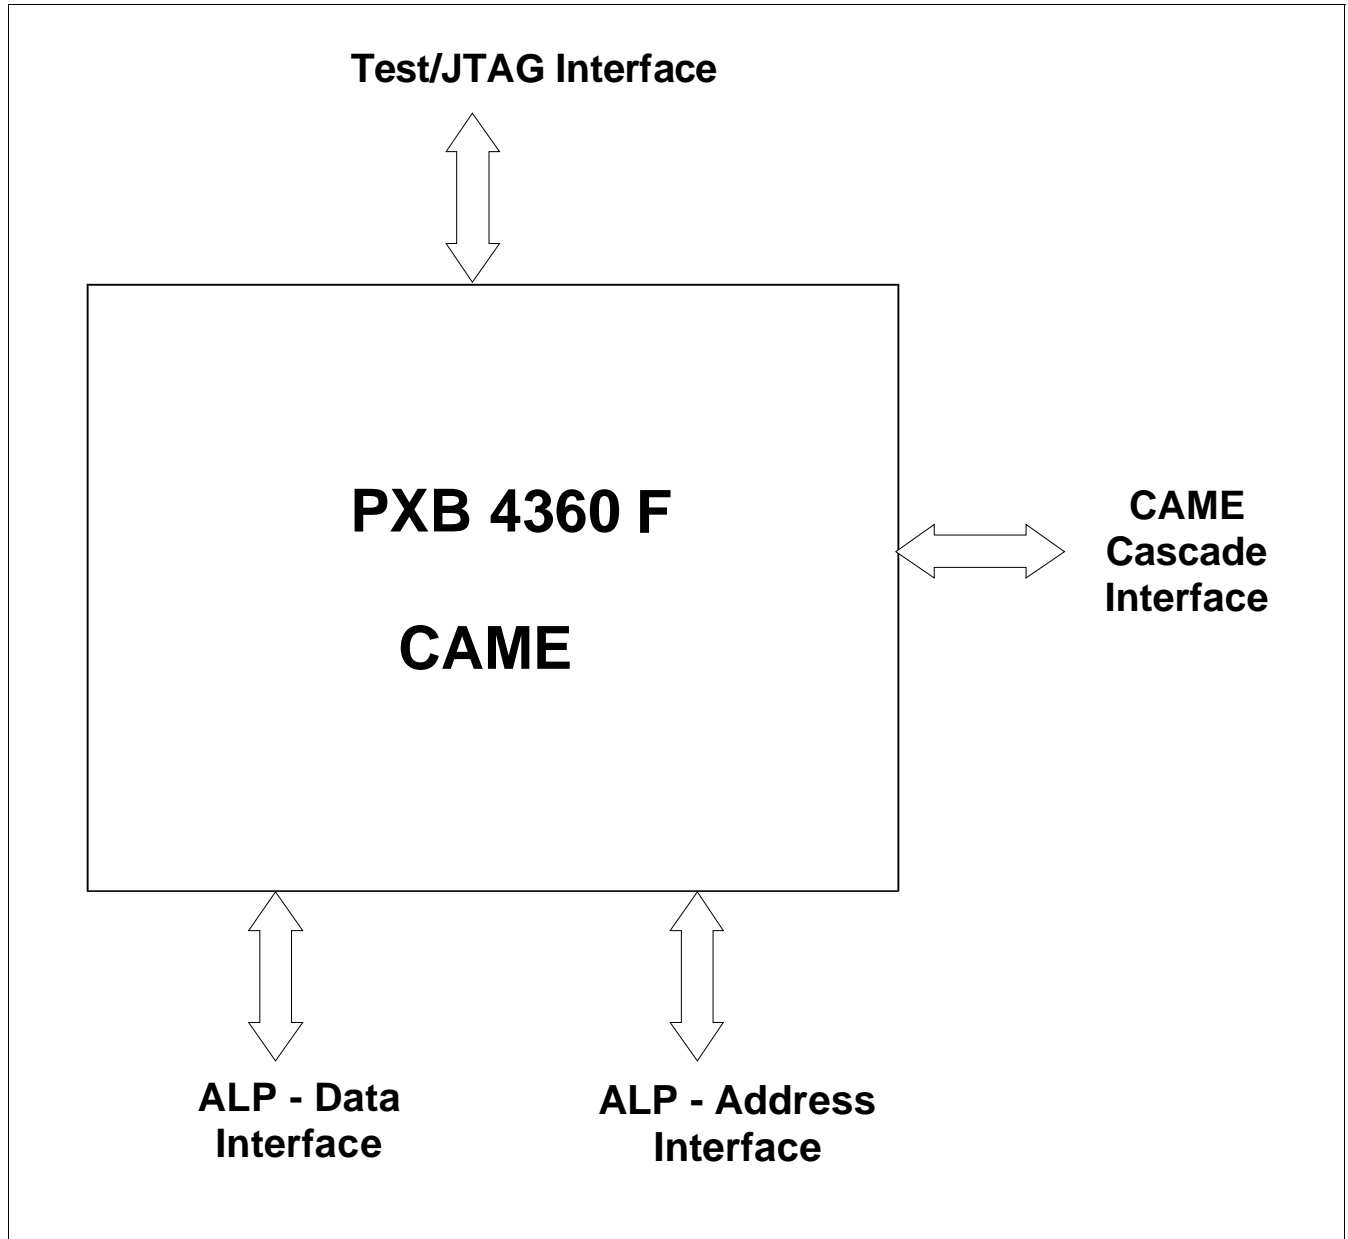 Test/JTAG Interface
PXB 4360 F
CAME
CAME
Cascade
Interface
ALP - Data
Interface
ALP - Address
Interface